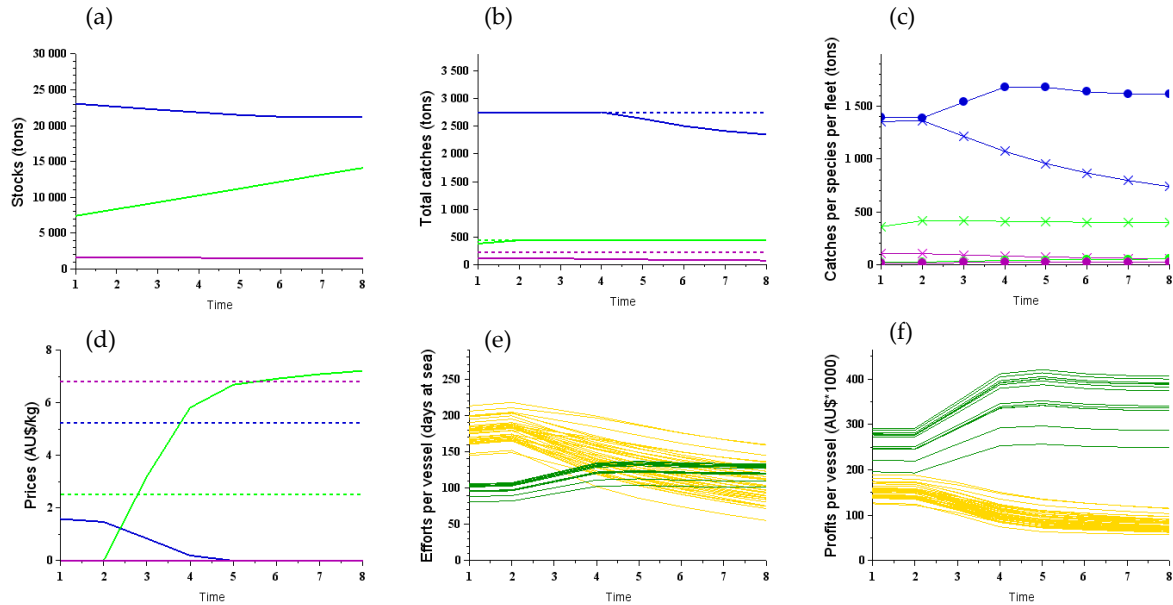 (a)
(b)
(c)
Stocks (tons)
30 000
25 000
20 000
15 000
10 000
5 000
0
1 2 3 4 5 6 7 8
Time
Total catches (tons)
3 500
3 000
2 500
2 000
1 500
1 000
500
0
1 2 3 4 5 6 7 8
Time
Catches per species per fleet (tons)
1 500
1 000
500
0
1 2 3 4 5 6 7 8
Time
(d)
(e)
(f)
Prices (AU$/kg)
8
6
4
2
0
1 2 3 4 5 6 7 8
Time
Efforts per vessel (days at sea)
250
200
150
100
50
0
1 2 3 4 5 6 7 8
Time
Profits per vessel (AU$*1000)
400
300
200
100
0
1 2 3 4 5 6 7 8
Time